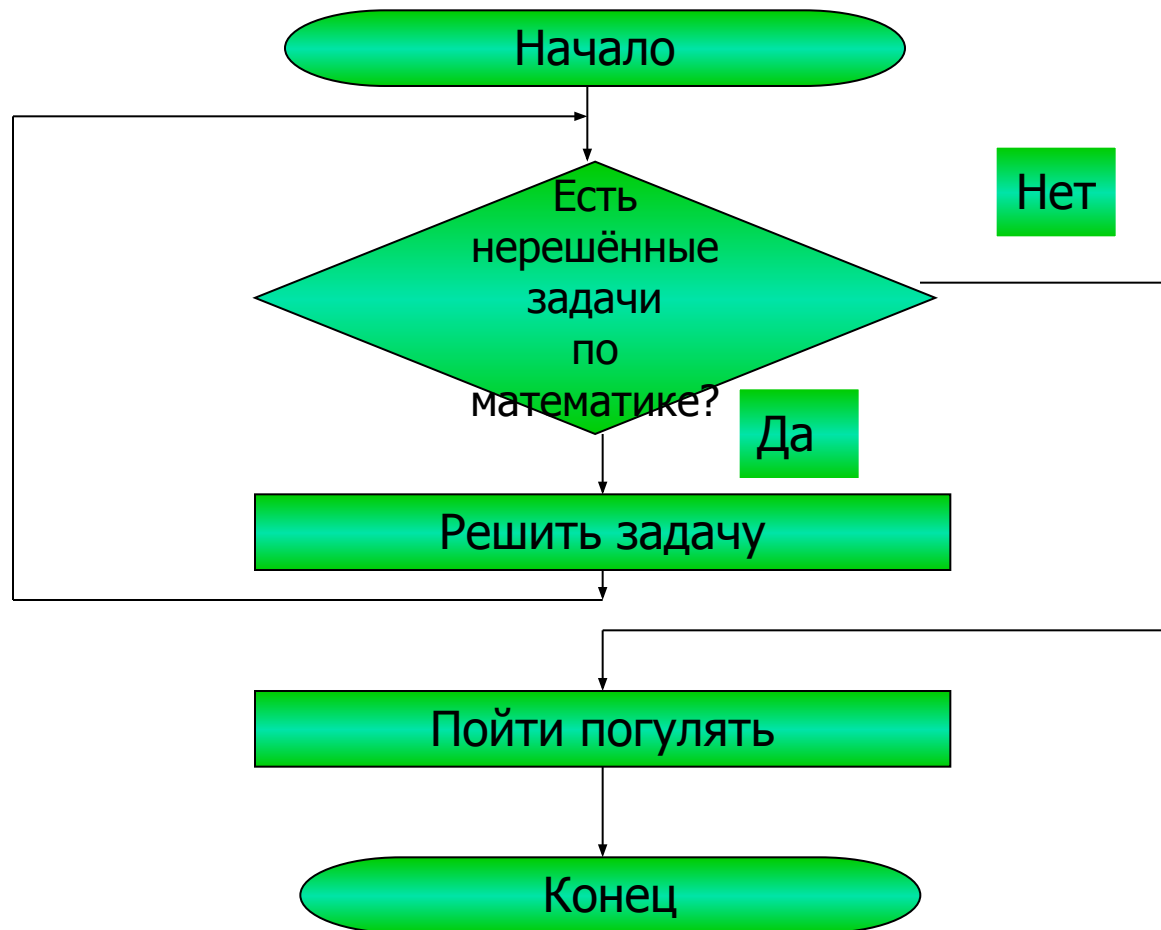 Начало
Нет
Есть
нерешённые
задачи
по
математике?
Да
Решить задачу
Пойти погулять
Конец